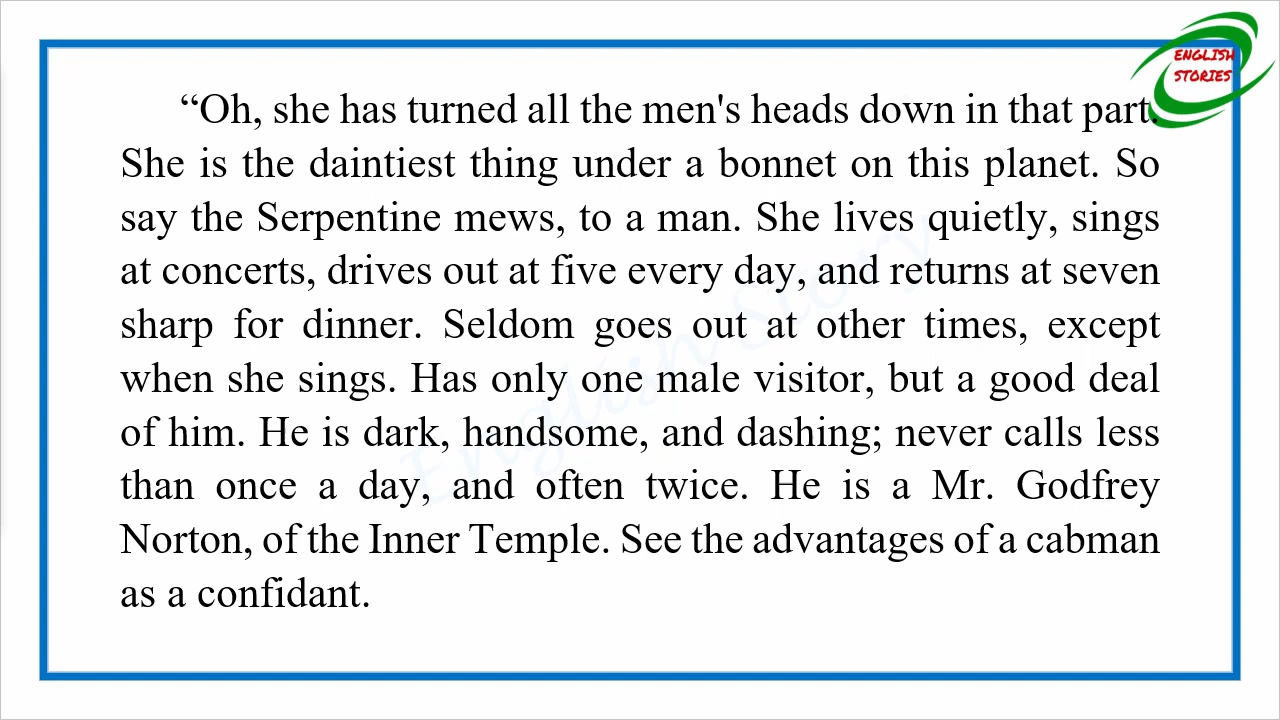 ENGLISH
STORIES
“Oh, she has turned all the men's heads down in that part.
She is the daintiest thing under a bonnet on this planet. So
say the Serpentine mews, to a man. She lives quietly, sings
at concerts, drives out at five every day, and returns at seven
sharp for dinner. Seldom goes out at other times, except
when she sings. Has only one male visitor, but a good deal
of him. He is dark, handsome, and dashing; never calls less
than once a day, and often twice. He is a Mr. Godfrey
Norton, of the Inner Temple. See the advantages of a cabman
as a confidant.
English Story